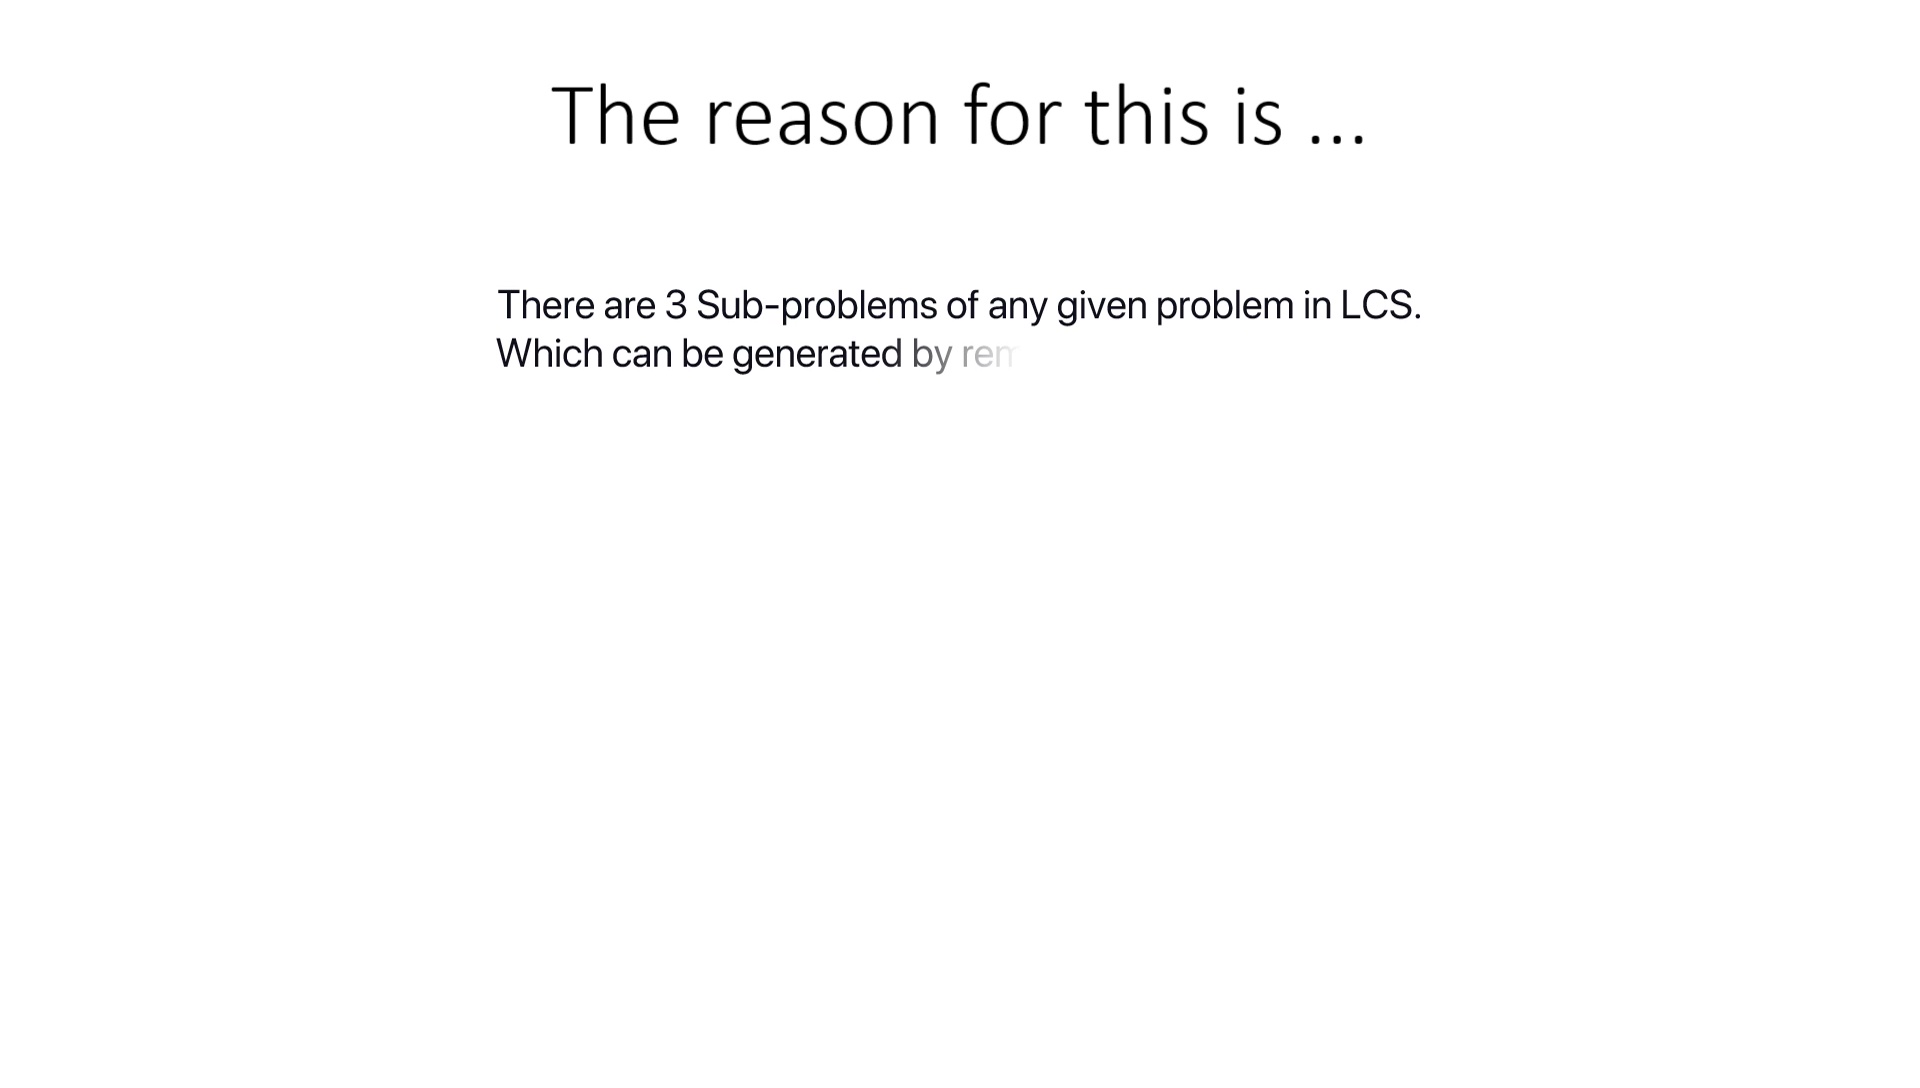 The reason for this is ...
There are 3 Sub-problems of any given problem in LCS.
Which can be generated by